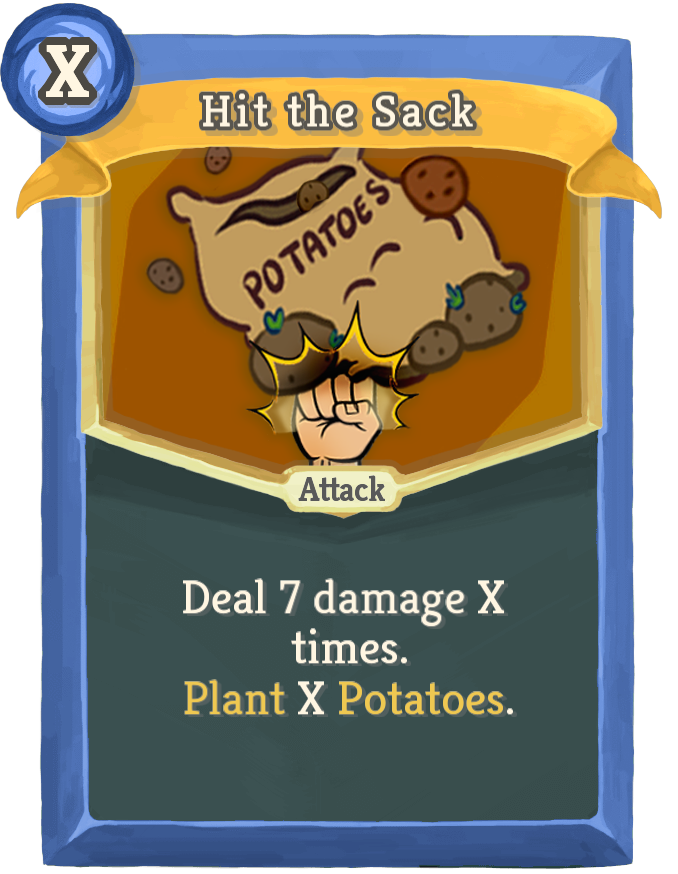 X
Hit the Sack
POTATOES
Attack
Deal 7 damage X
times.
Plant X Potatoes.